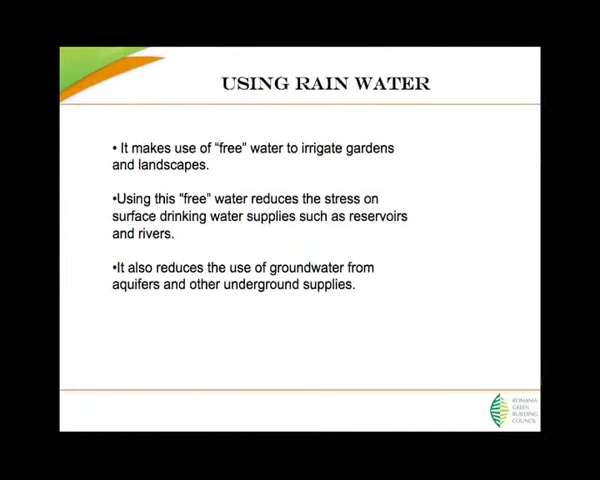 USING RAIN WATER
• It makes use of “free” water to irrigate gardens
and landscapes.
•Using this “free” water reduces the stress on
surface drinking water supplies such as reservoirs
and rivers.
•It also reduces the use of groundwater from
aquifers and other underground supplies.
ROMANIA
GREEN
BUILDING
COUNCIL